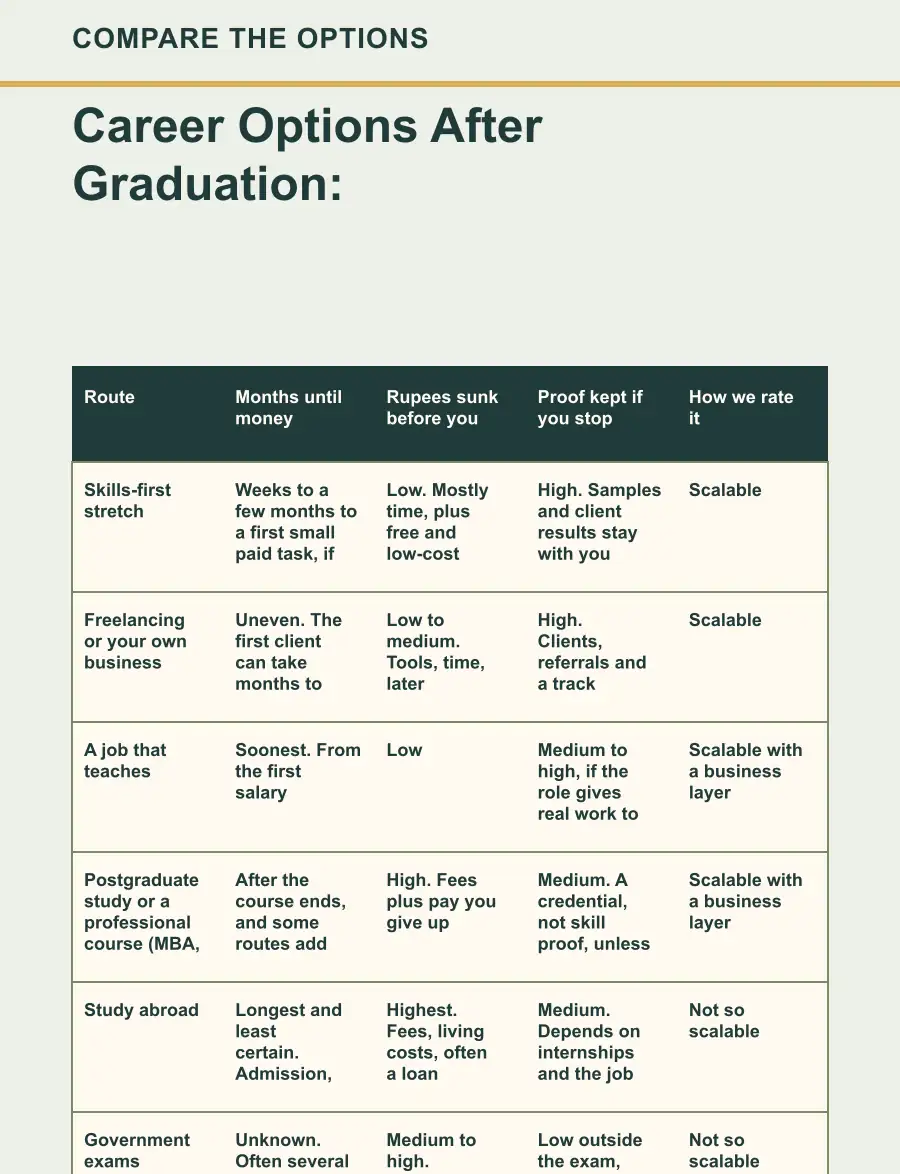 COMPARE THE OPTIONS
Career Options After
Graduation:
Route
Months until
money
Rupees sunk
before you
Proof kept if
you stop
How we rate
it
Skills-first
stretch
Weeks to a
few months to
a first small
paid task, if
Low. Mostly
time, plus
free and
low-cost
High. Samples
and client
results stay
with you
Scalable
Freelancing
or your own
business
Uneven. The
first client
can take
months to
Low to
medium.
Tools, time,
later
High.
Clients,
referrals and
a track
Scalable
A job that
teaches
Soonest. From
the first
salary
Low
Medium to
high, if the
role gives
real work to
Scalable with
a business
layer
Postgraduate
study or a
professional
course (MBA,
After the
course ends,
and some
routes add
High. Fees
plus pay you
give up
Medium. A
credential,
not skill
proof, unless
Scalable with
a business
layer
Study abroad
Longest and
least
certain.
Admission,
Highest.
Fees, living
costs, often
a loan
Medium.
Depends on
internships
and the job
Not so
scalable
Government
exams
Unknown.
Often several
Medium to
high.
Low outside
the exam,
Not so
scalable